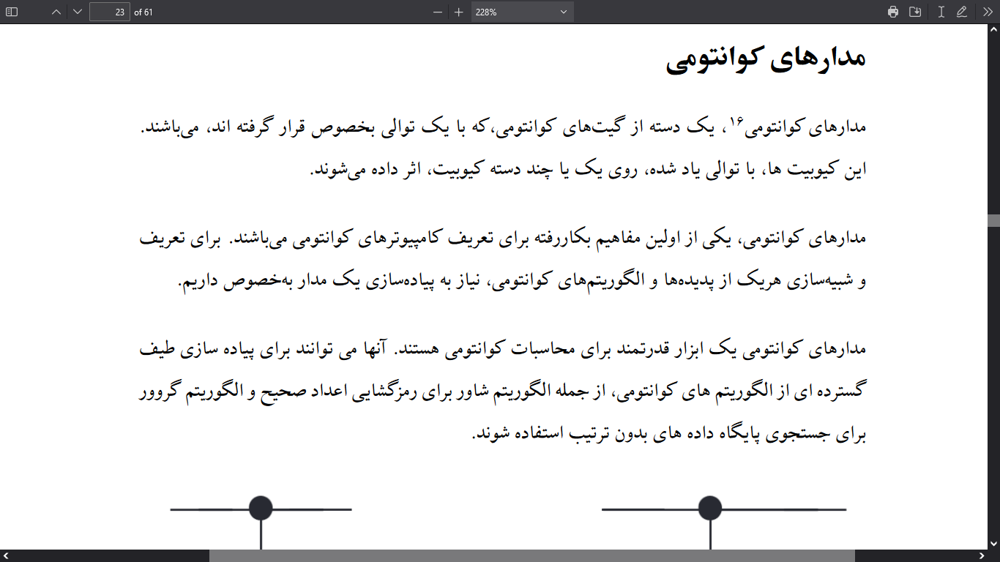 23 of 61
228%
مدارهای کوانتومی
مدارهای کوانتومی۱۶، یک دسته از گیت‌های کوانتومی،که با یک توالی بخصوص قرار گرفته اند، می‌باشند.
این کیوبیت ها، با توالی یاد شده، روی یک یا چند دسته کیوبیت، اثر داده می‌شوند.
مدارهای کوانتومی، یکی از اولین مفاهیم بکاررفته برای تعریف کامپیوترهای کوانتومی می‌باشند. برای تعریف
و شبیه‌سازی هریک از پدیده‌ها و الگوریتم‌های کوانتومی، نیاز به پیاده‌سازی یک مدار به‌خصوص داریم.
مدارهای کوانتومی یک ابزار قدرتمند برای محاسبات کوانتومی هستند. آنها می توانند برای پیاده سازی طیف
گسترده ای از الگوریتم های کوانتومی، از جمله الگوریتم شاور برای رمزگشایی اعداد صحیح و الگوریتم گروور
برای جستجوی پایگاه داده های بدون ترتیب استفاده شوند.